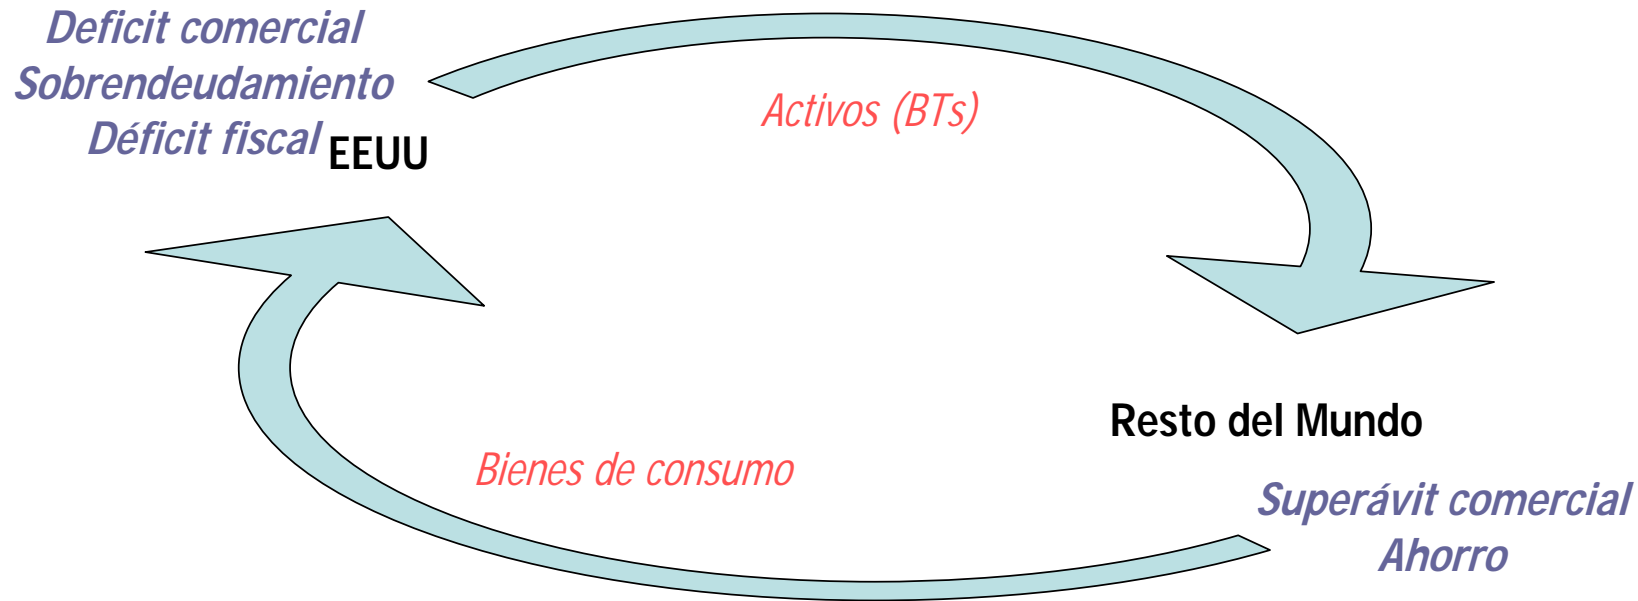 Deficit comercial
Sobrendeudamiento
Déficit fiscal
EEUU
Activos (BTs)
Resto del Mundo
Bienes de consumo
Superávit comercial
Ahorro